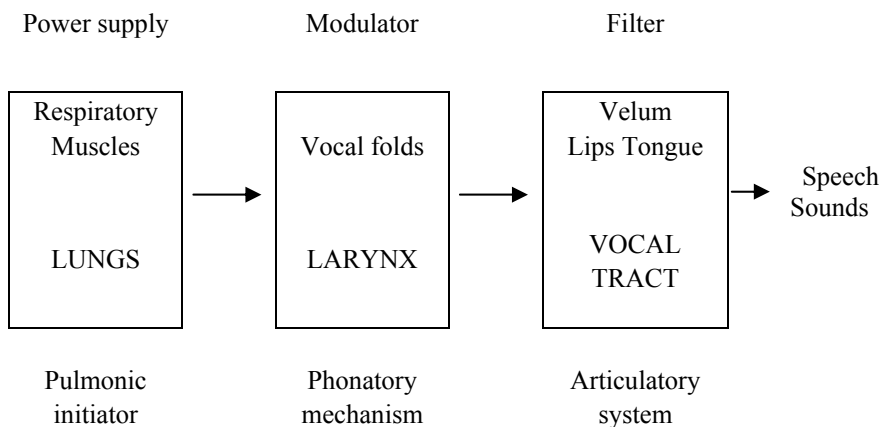 Power supply
Modulator
Filter
Respiratory
Muscles
LUNGS
Vocal folds
LARYNX
Velum
Lips Tongue
VOCAL
TRACT
Speech
Sounds
Pulmonic
initiator
Phonatory
mechanism
Articulatory
system